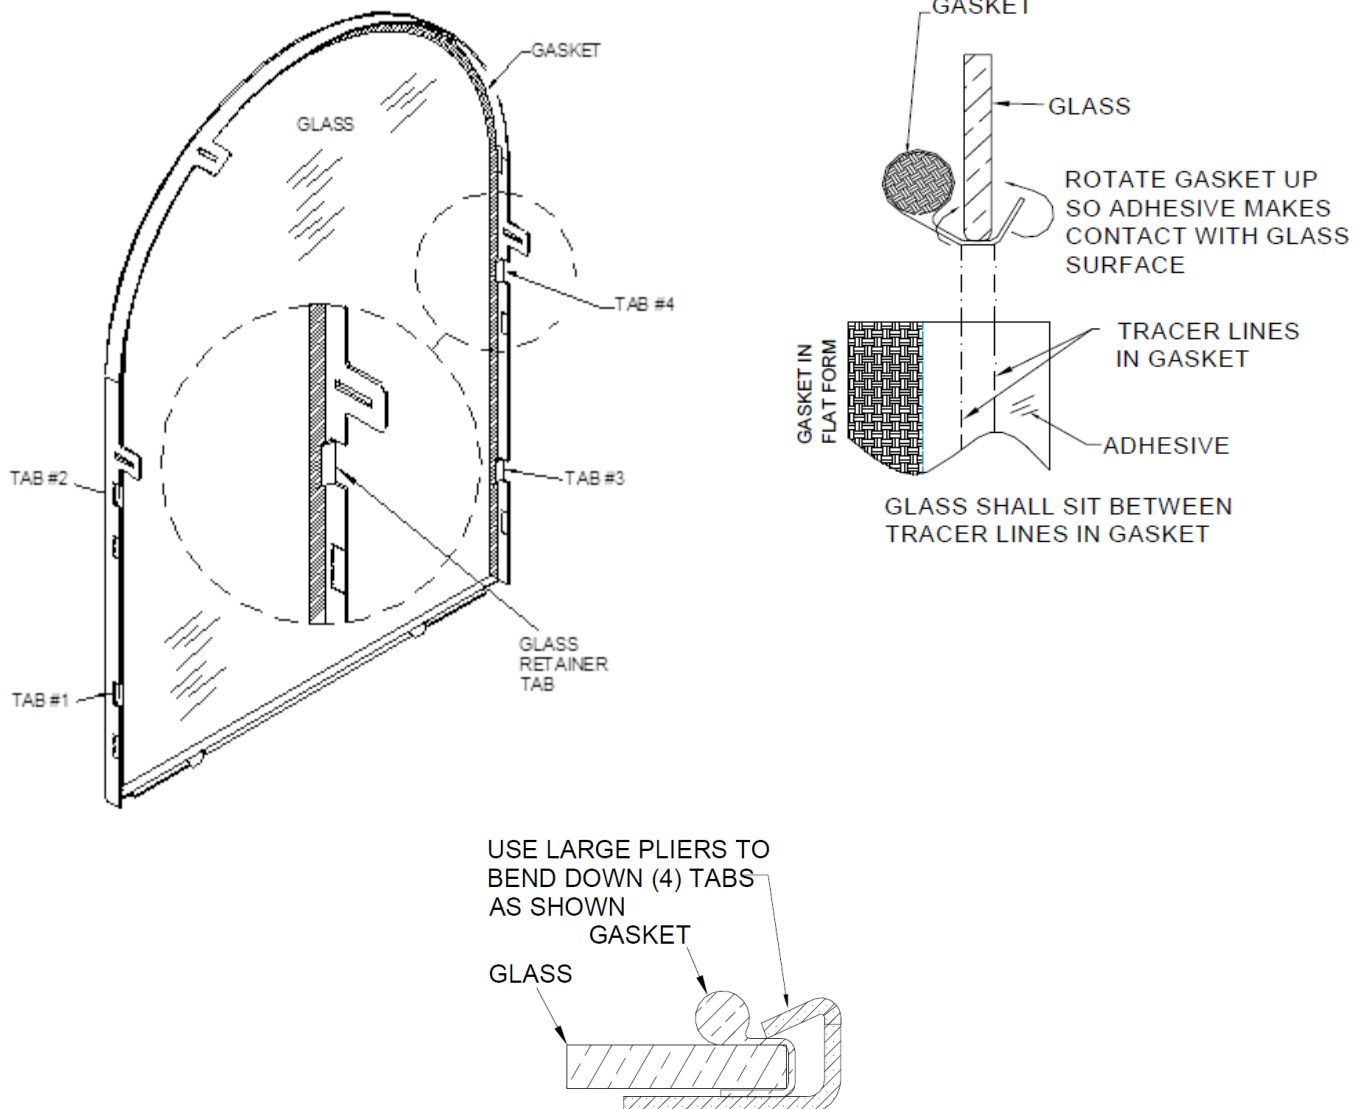 GASKET
GLASS
TAB #4
TAB #2
TAB #3
GLASS
RETAINER
TAB
TAB #1
GASKET
GLASS
ROTATE GASKET UP
SO ADHESIVE MAKES
CONTACT WITH GLASS
SURFACE
TRACER LINES
IN GASKET
GASKET IN
FLAT FORM
ADHESIVE
GLASS SHALL SIT BETWEEN
TRACER LINES IN GASKET
USE LARGE PLIERS TO
BEND DOWN (4) TABS
AS SHOWN
GASKET
GLASS